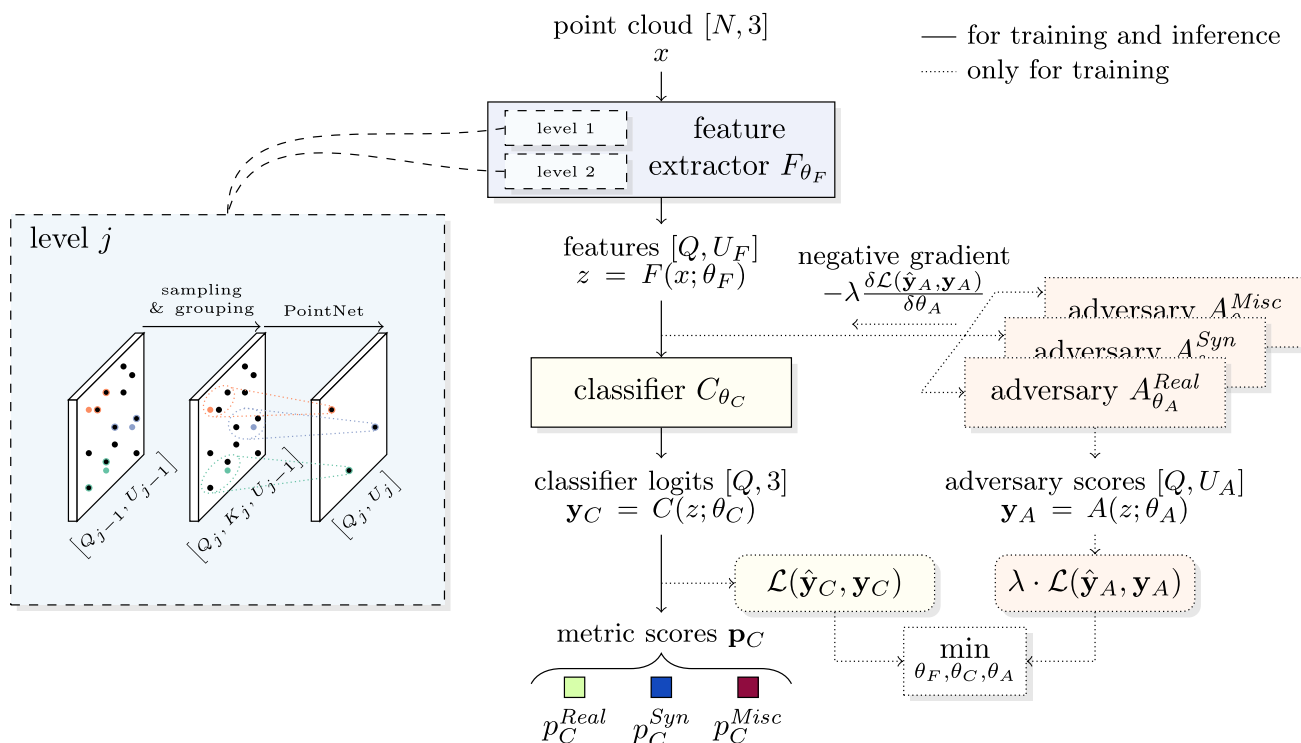 point cloud [N, 3]
x
for training and inference
only for training
level 1
level 2
feature
extractor F_{θ_F}
level j
sampling
& grouping
PointNet
[Q_{j−1}, U_{j−1}]
[Q_j, K_j, U_{j−1}]
[Q_j, U_j]
features [Q, U_F]
z = F(x; θ_F)
negative gradient
−λ δℒ(ŷ_A, y_A) / δθ_A
adversary A^{Misc}
adversary A^{Syn}
adversary A^{Real}_{θ_A}
classifier C_{θ_C}
classifier logits [Q, 3]
y_C = C(z; θ_C)
adversary scores [Q, U_A]
y_A = A(z; θ_A)
ℒ(ŷ_C, y_C)
λ · ℒ(ŷ_A, y_A)
min
θ_F, θ_C, θ_A
metric scores p_C
p_C^{Real}
p_C^{Syn}
p_C^{Misc}